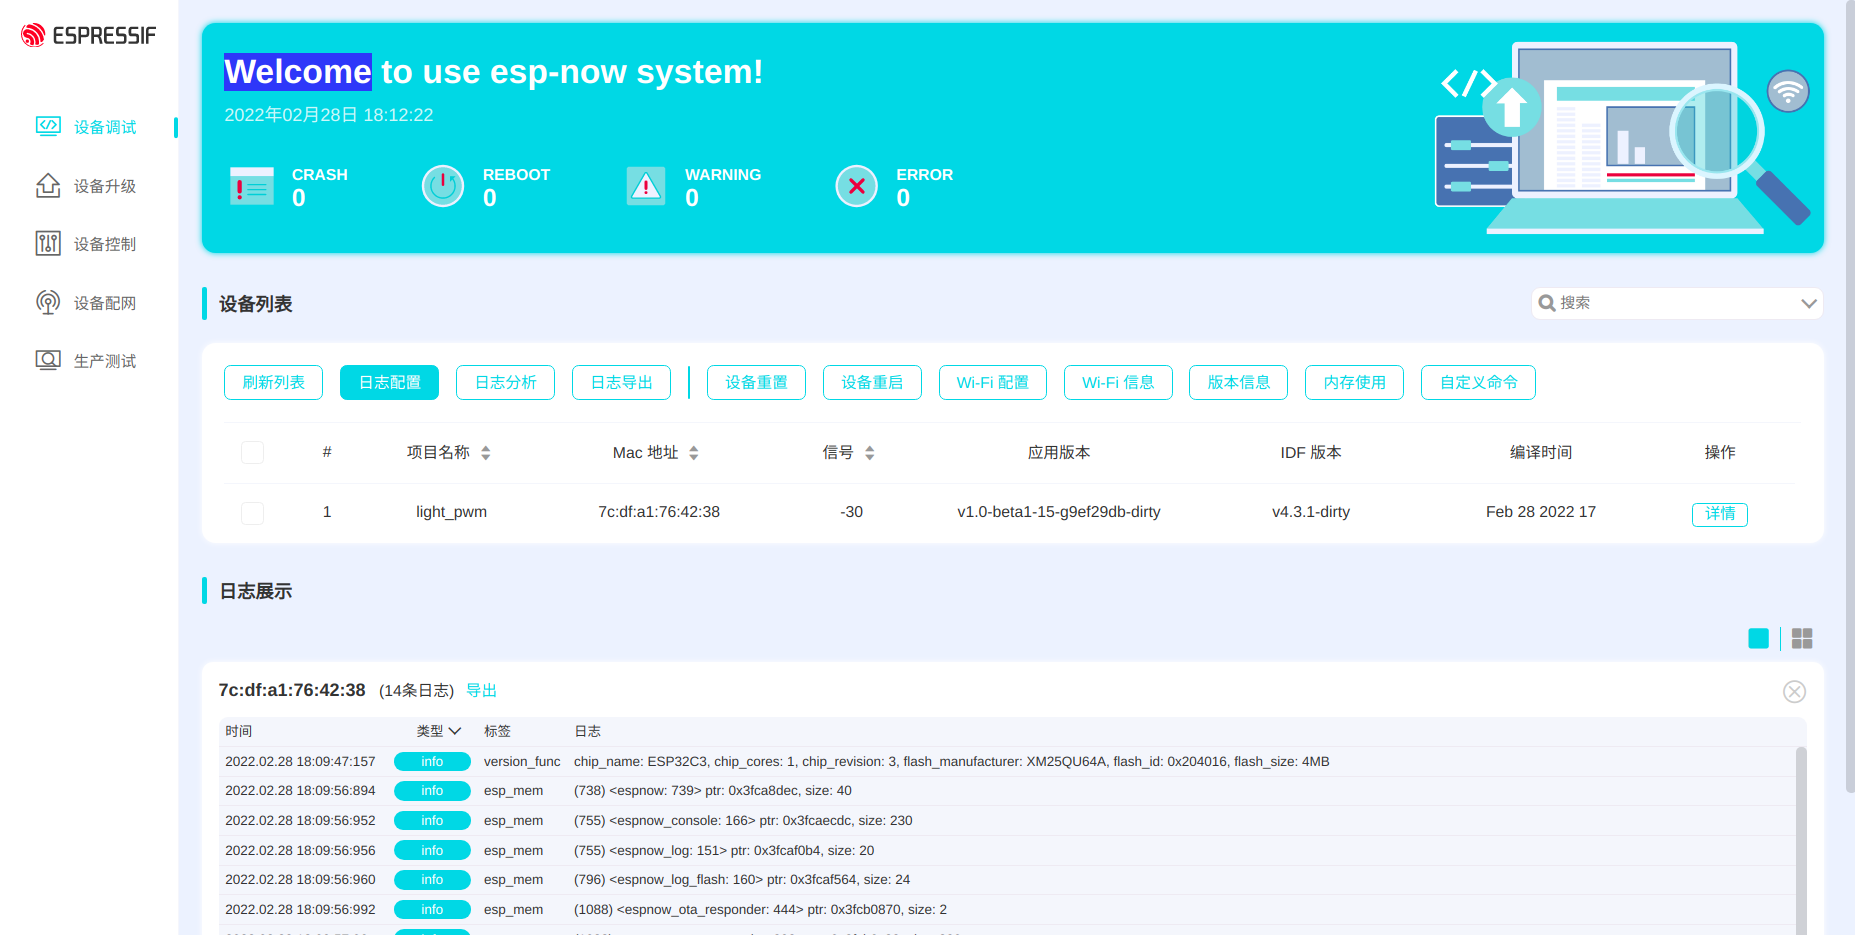 ESPRESSIF
设备调试
设备升级
设备控制
设备配网
生产测试
Welcome to use esp-now system!
2022年02月28日 18:12:22
CRASH
0
REBOOT
0
WARNING
0
ERROR
0
设备列表
搜索
刷新列表 日志配置 日志分析 日志导出 设备重置 设备重启 Wi-Fi 配置 Wi-Fi 信息 版本信息 内存使用 自定义命令
# 项目名称 Mac 地址 信号 应用版本 IDF 版本 编译时间 操作
1 light_pwm 7c:df:a1:76:42:38 -30 v1.0-beta1-15-g9ef29db-dirty v4.3.1-dirty Feb 28 2022 17 详情
日志展示
7c:df:a1:76:42:38 (14条日志) 导出
时间 类型 标签 日志
2022.02.28 18:09:47:157 info version_func chip_name: ESP32C3, chip_cores: 1, chip_revision: 3, flash_manufacturer: XM25QU64A, flash_id: 0x204016, flash_size: 4MB
2022.02.28 18:09:56:894 info esp_mem (738) <espnow: 739> ptr: 0x3fca8dec, size: 40
2022.02.28 18:09:56:952 info esp_mem (755) <espnow_console: 166> ptr: 0x3fcaecdc, size: 230
2022.02.28 18:09:56:956 info esp_mem (755) <espnow_log: 151> ptr: 0x3fcaf0b4, size: 20
2022.02.28 18:09:56:960 info esp_mem (796) <espnow_log_flash: 160> ptr: 0x3fcaf564, size: 24
2022.02.28 18:09:56:992 info esp_mem (1088) <espnow_ota_responder: 444> ptr: 0x3fcb0870, size: 2